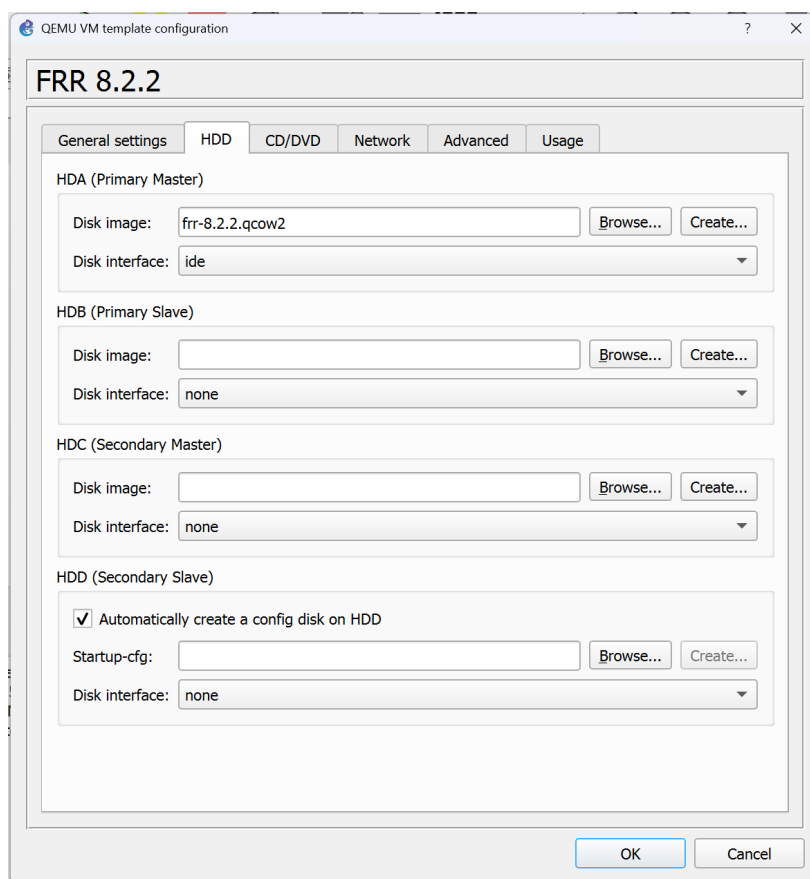 QEMU VM template configuration ?
FRR 8.2.2
General settings HDD CD/DVD Network Advanced Usage
HDA (Primary Master)
Disk image: frr-8.2.2.qcow2 Browse... Create...
Disk interface: ide
HDB (Primary Slave)
Disk image: Browse... Create...
Disk interface: none
HDC (Secondary Master)
Disk image: Browse... Create...
Disk interface: none
HDD (Secondary Slave)
Automatically create a config disk on HDD
Startup-cfg: Browse... Create...
Disk interface: none
OK Cancel